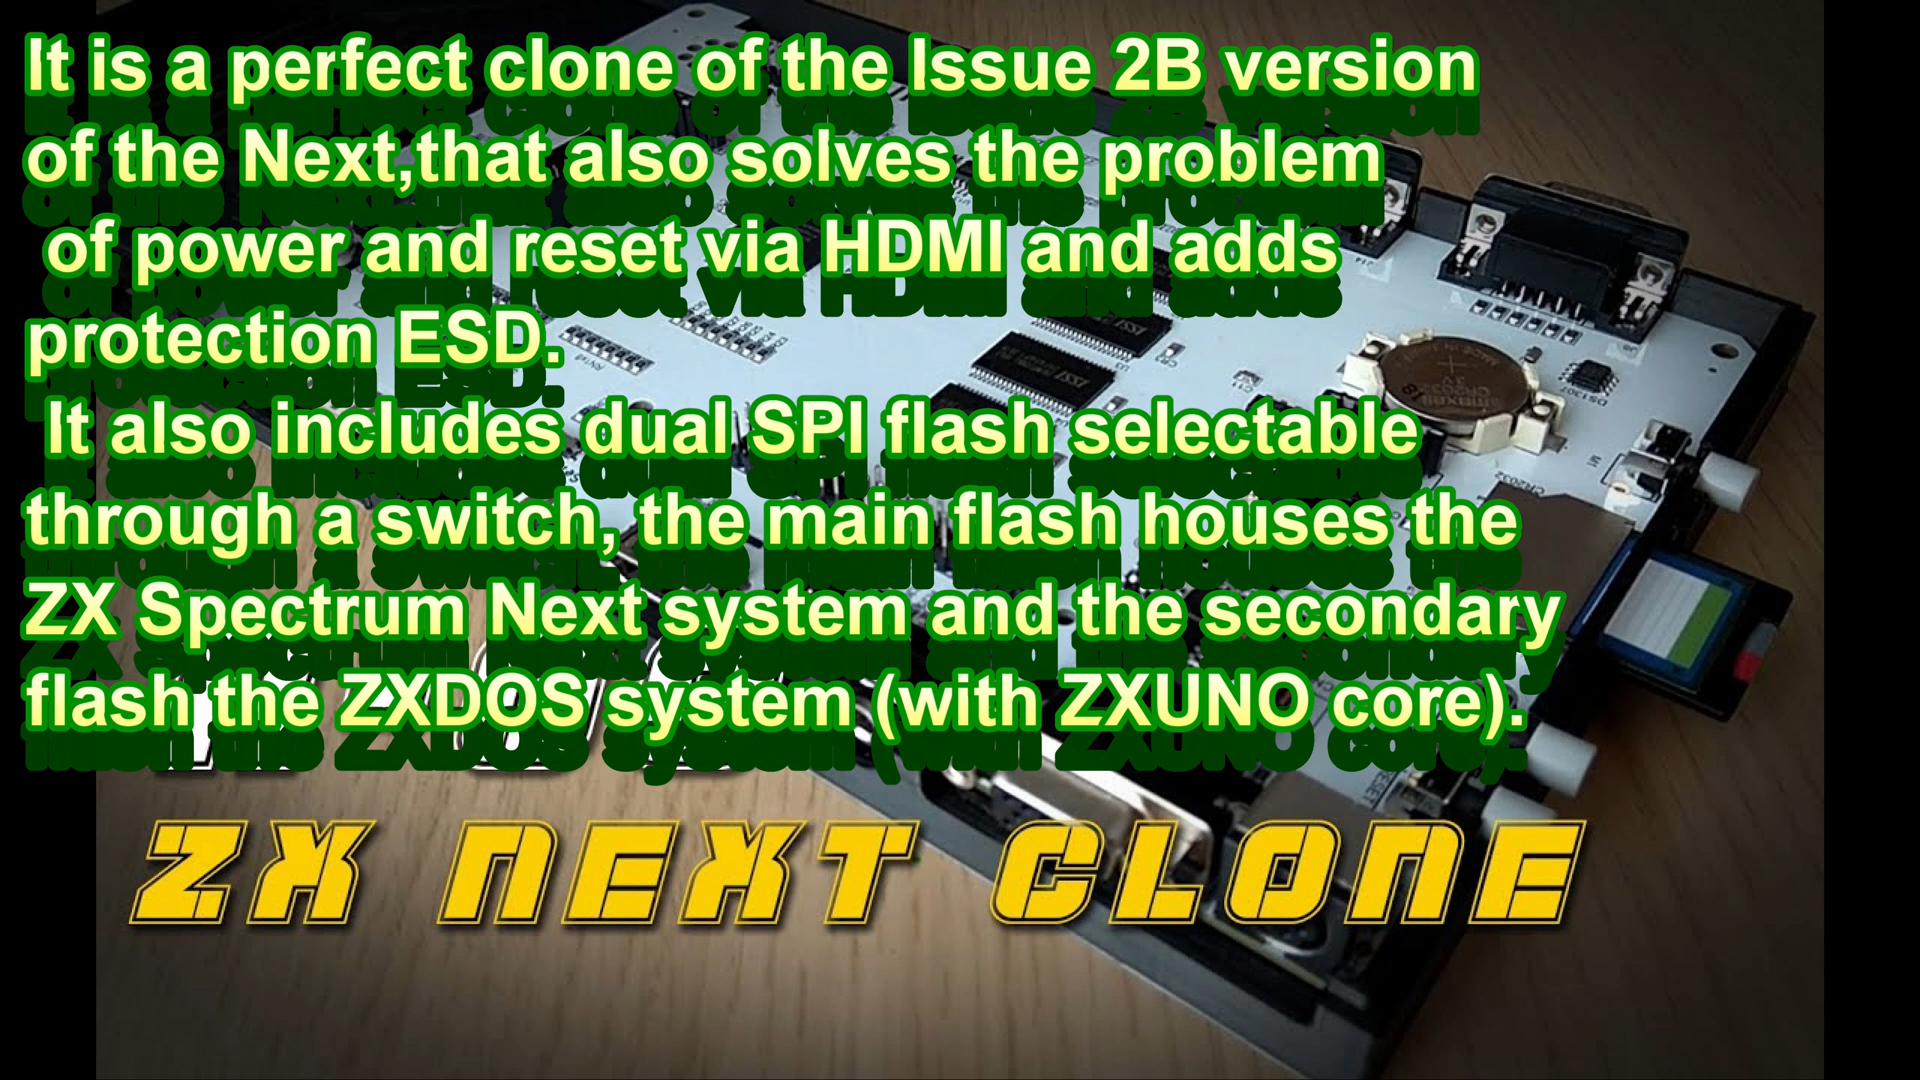 It is a perfect clone of the Issue 2B version
of the Next,that also solves the problem
of power and reset via HDMI and adds
protection ESD.
It also includes dual SPI flash selectable
through a switch, the main flash houses the
ZX Spectrum Next system and the secondary
flash the ZXDOS system (with ZXUNO core).
ZX NEXT CLONE